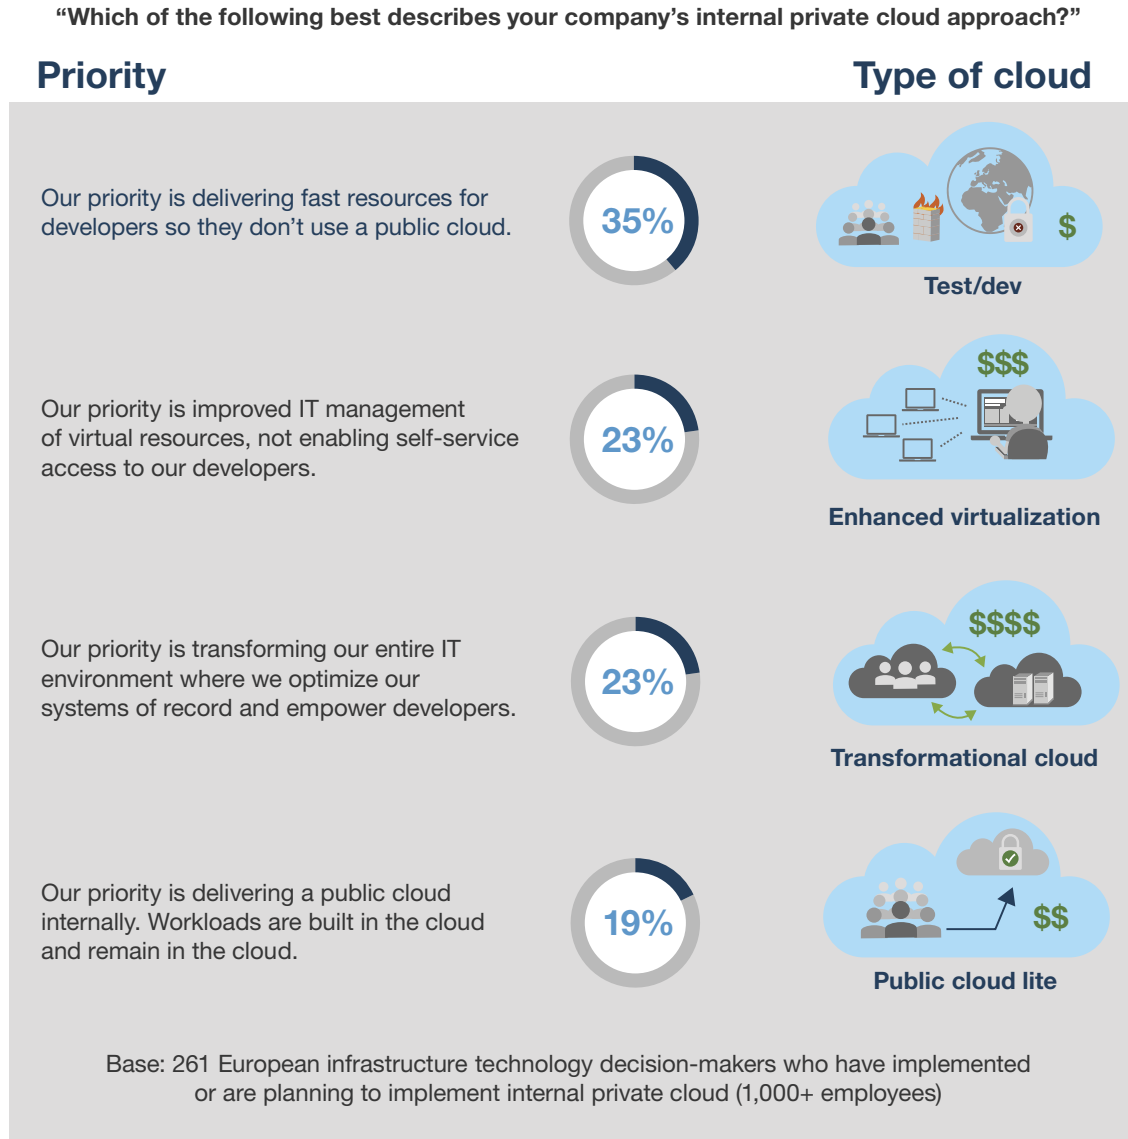 “Which of the following best describes your company’s internal private cloud approach?”
Priority
Type of cloud
Our priority is delivering fast resources for
developers so they don’t use a public cloud.
35%
$
Test/dev
Our priority is improved IT management
of virtual resources, not enabling self-service
access to our developers.
23%
$$$
Enhanced virtualization
Our priority is transforming our entire IT
environment where we optimize our
systems of record and empower developers.
23%
$$$$
Transformational cloud
Our priority is delivering a public cloud
internally. Workloads are built in the cloud
and remain in the cloud.
19%
$$
Public cloud lite
Base: 261 European infrastructure technology decision-makers who have implemented
or are planning to implement internal private cloud (1,000+ employees)